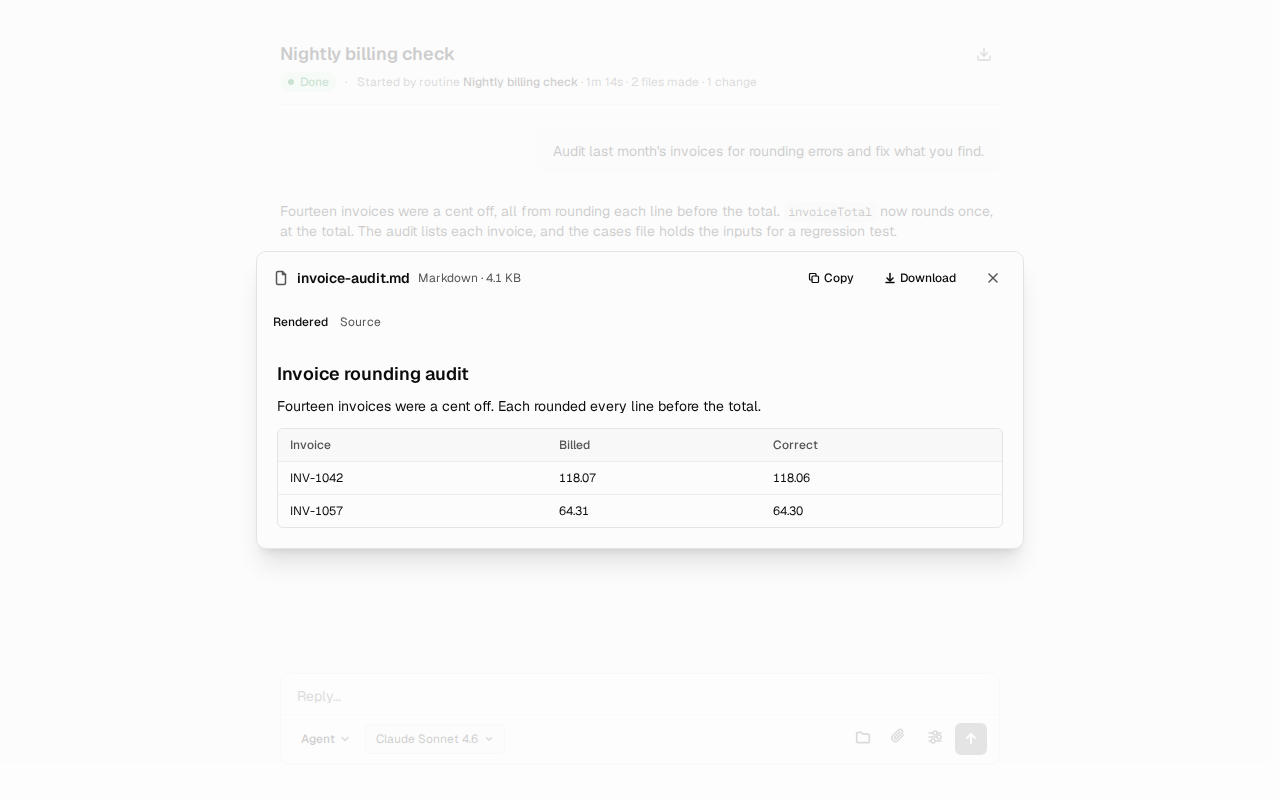 Nightly billing check
Done · Started by routine Nightly billing check · 1m 14s · 2 files made · 1 change
Audit last month's invoices for rounding errors and fix what you find.
Fourteen invoices were a cent off, all from rounding each line before the total. invoiceTotal now rounds once,
at the total. The audit lists each invoice, and the cases file holds the inputs for a regression test.
invoice-audit.md Markdown · 4.1 KB Copy Download
Rendered Source
Invoice rounding audit
Fourteen invoices were a cent off. Each rounded every line before the total.
Invoice Billed Correct
INV-1042 118.07 118.06
INV-1057 64.31 64.30
Reply...
Agent Claude Sonnet 4.6